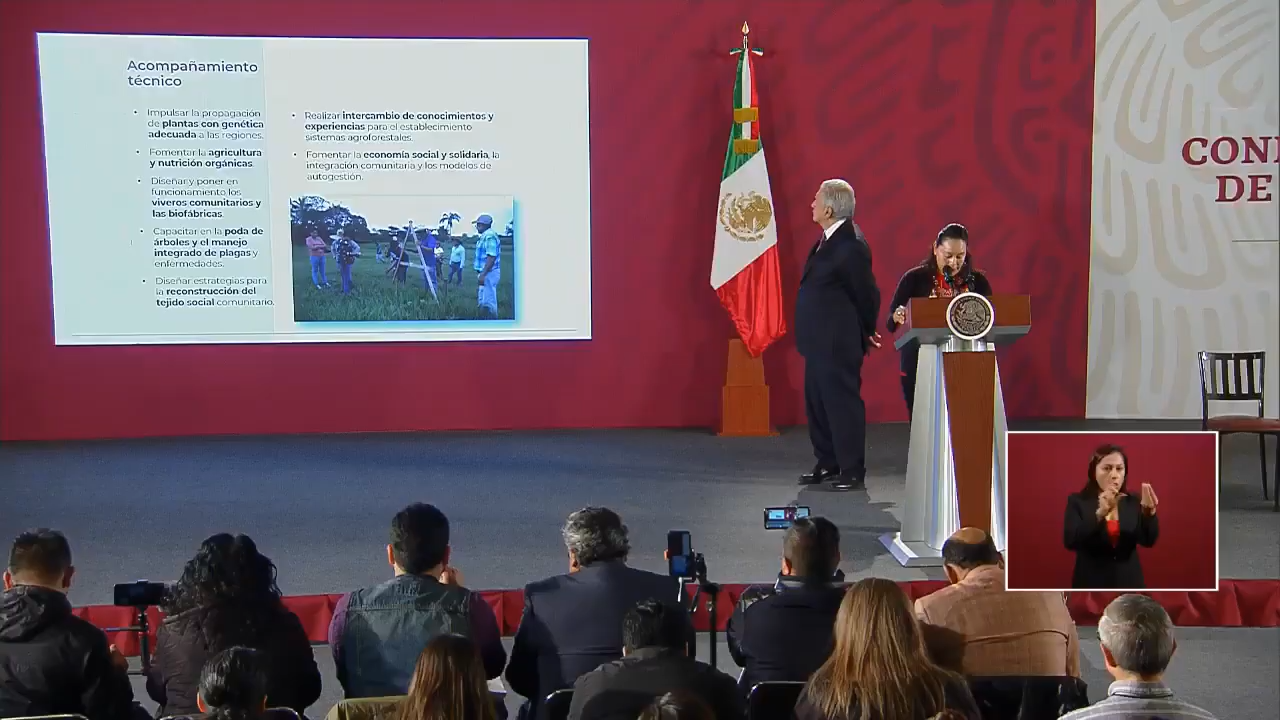 Acompañamiento
técnico
• Impulsar la propagación
de plantas con genética
adecuada a las regiones.
• Fomentar la agricultura
y nutrición orgánicas.
• Diseñar y poner en
funcionamiento los
viveros comunitarios y
las biofábricas.
• Capacitar en la poda de
árboles y el manejo
integrado de plagas y
enfermedades.
• Diseñar estrategias para
la reconstrucción del
tejido social comunitario.
• Realizar intercambio de conocimientos y
experiencias para el establecimiento
sistemas agroforestales.
• Fomentar la economía social y solidaria, la
integración comunitaria y los modelos de
autogestión.
CON
DE